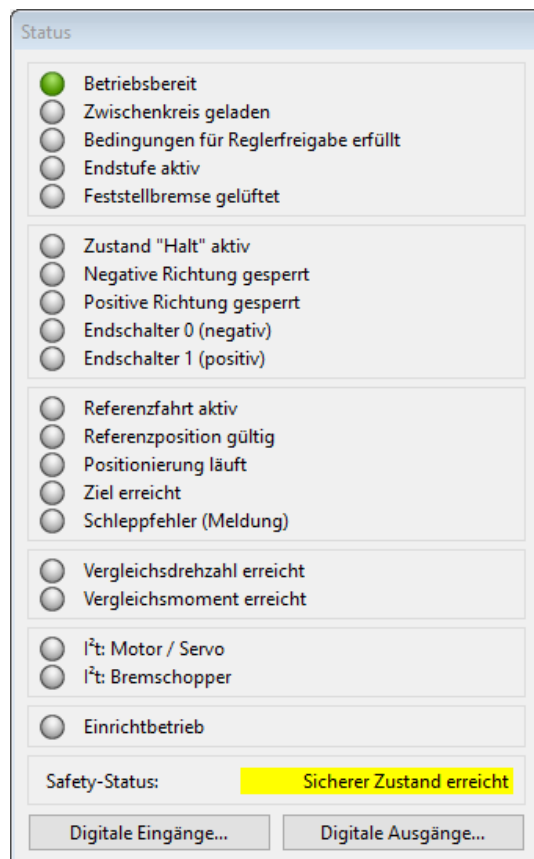 Status
Betriebsbereit
Zwischenkreis geladen
Bedingungen für Reglerfreigabe erfüllt
Endstufe aktiv
Feststellbremse gelüftet
Zustand "Halt" aktiv
Negative Richtung gesperrt
Positive Richtung gesperrt
Endschalter 0 (negativ)
Endschalter 1 (positiv)
Referenzfahrt aktiv
Referenzposition gültig
Positionierung läuft
Ziel erreicht
Schleppfehler (Meldung)
Vergleichsdrehzahl erreicht
Vergleichsmoment erreicht
I²t: Motor / Servo
I²t: Bremschopper
Einrichtbetrieb
Safety-Status: Sicherer Zustand erreicht
Digitale Eingänge... Digitale Ausgänge...